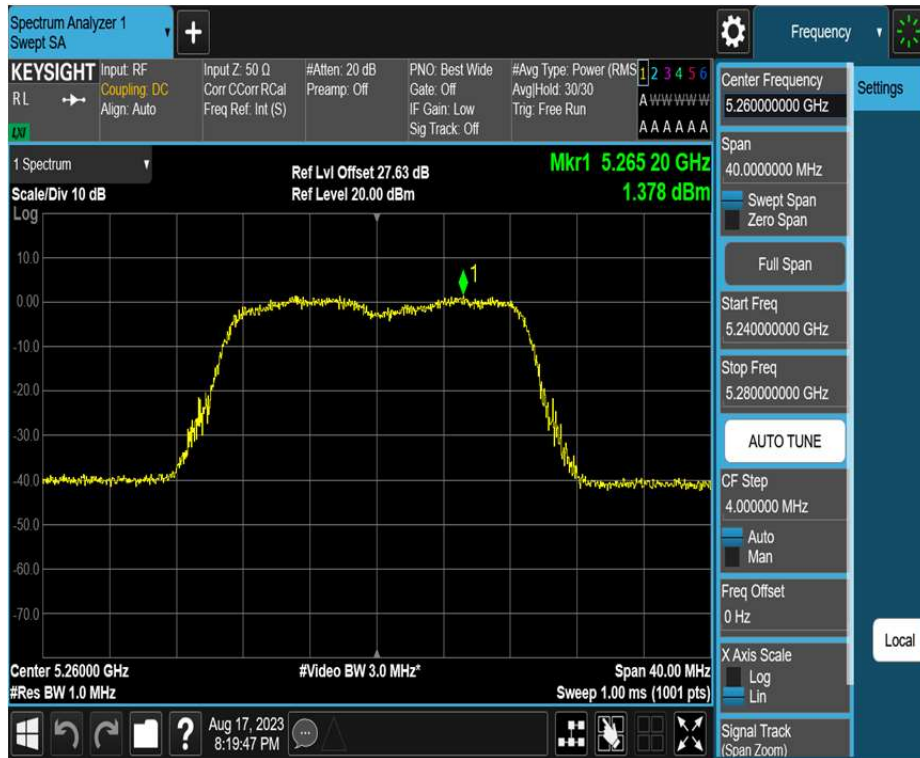 Spectrum Analyzer 1
Swept SA
+
Frequency
KEYSIGHT
R L
LXI
Input: RF
Coupling: DC
Align: Auto
Input Z: 50 Ω
Corr CCorr RCal
Freq Ref: Int (S)
#Atten: 20 dB
Preamp: Off
PNO: Best Wide
Gate: Off
IF Gain: Low
Sig Track: Off
#Avg Type: Power (RMS
Avg|Hold: 30/30
Trig: Free Run
1 2 3 4 5 6
A W W W W W
A A A A A A
1 Spectrum
Scale/Div 10 dB
Log
Ref Lvl Offset 27.63 dB
Ref Level 20.00 dBm
Mkr1 5.265 20 GHz
1.378 dBm
10.0
0.00
-10.0
-20.0
-30.0
-40.0
-50.0
-60.0
-70.0
1
Center 5.26000 GHz
#Res BW 1.0 MHz
#Video BW 3.0 MHz*
Span 40.00 MHz
Sweep 1.00 ms (1001 pts)
?
Aug 17, 2023
8:19:47 PM
Center Frequency
5.260000000 GHz
Span
40.0000000 MHz
Swept Span
Zero Span
Full Span
Start Freq
5.240000000 GHz
Stop Freq
5.280000000 GHz
AUTO TUNE
CF Step
4.000000 MHz
Auto
Man
Freq Offset
0 Hz
X Axis Scale
Log
Lin
Signal Track
(Span Zoom)
Settings
Local